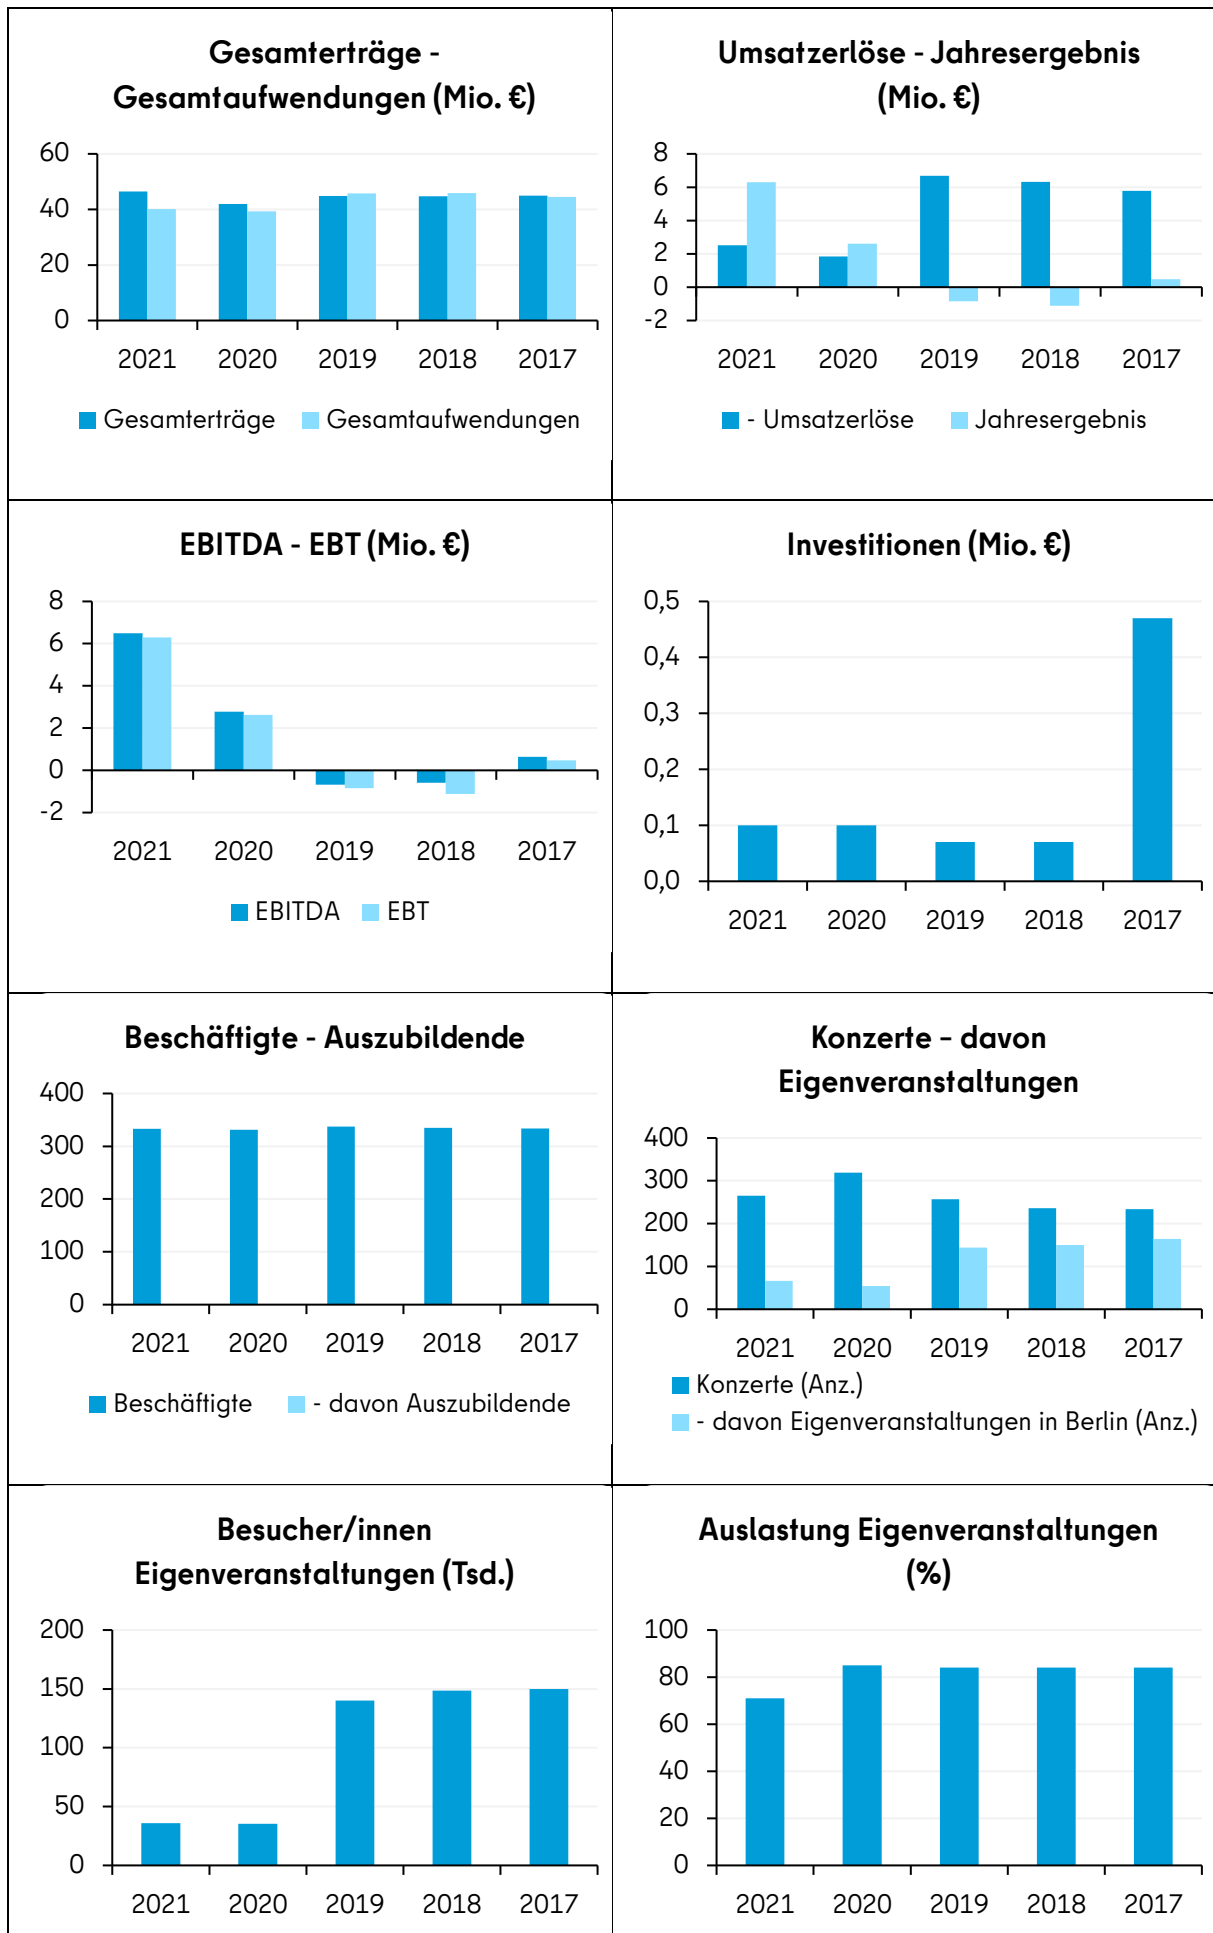 Gesamterträge -
Gesamtaufwendungen (Mio. €)
60
40
20
0
2021 2020 2019 2018 2017
Gesamterträge Gesamtaufwendungen
Umsatzerlöse - Jahresergebnis
(Mio. €)
8
6
4
2
0
-2
2021 2020 2019 2018 2017
- Umsatzerlöse Jahresergebnis
EBITDA - EBT (Mio. €)
8
6
4
2
0
-2
2021 2020 2019 2018 2017
EBITDA EBT
Investitionen (Mio. €)
0,5
0,4
0,3
0,2
0,1
0,0
2021 2020 2019 2018 2017
Beschäftigte - Auszubildende
400
300
200
100
0
2021 2020 2019 2018 2017
Beschäftigte - davon Auszubildende
Konzerte – davon
Eigenveranstaltungen
400
300
200
100
0
2021 2020 2019 2018 2017
Konzerte (Anz.)
- davon Eigenveranstaltungen in Berlin (Anz.)
Besucher/innen
Eigenveranstaltungen (Tsd.)
200
150
100
50
0
2021 2020 2019 2018 2017
Auslastung Eigenveranstaltungen
(%)
100
80
60
40
20
0
2021 2020 2019 2018 2017